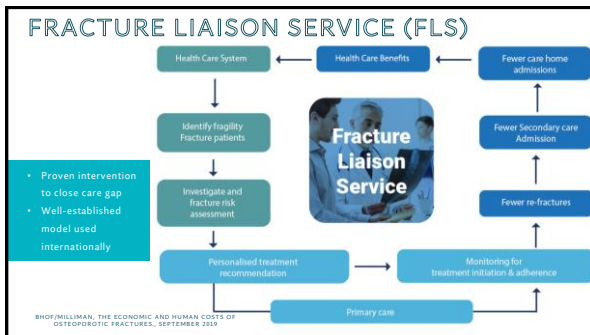 FRACTURE LIAISON SERVICE (FLS)
Health Care System
Health Care Benefits
Fewer care home
admissions
Identify fragility
Fracture patients
Fracture
Liaison
Service
Fewer Secondary care
Admission
• Proven intervention
to close care gap
• Well-established
model used
internationally
Investigate and
fracture risk
assessment
Fewer re-fractures
Personalised treatment
recommendation
Monitoring for
treatment initiation & adherence
Primary care
BHOF/MILLIMAN, THE ECONOMIC AND HUMAN COSTS OF
OSTEOPOROTIC FRACTURES., SEPTEMBER 2019